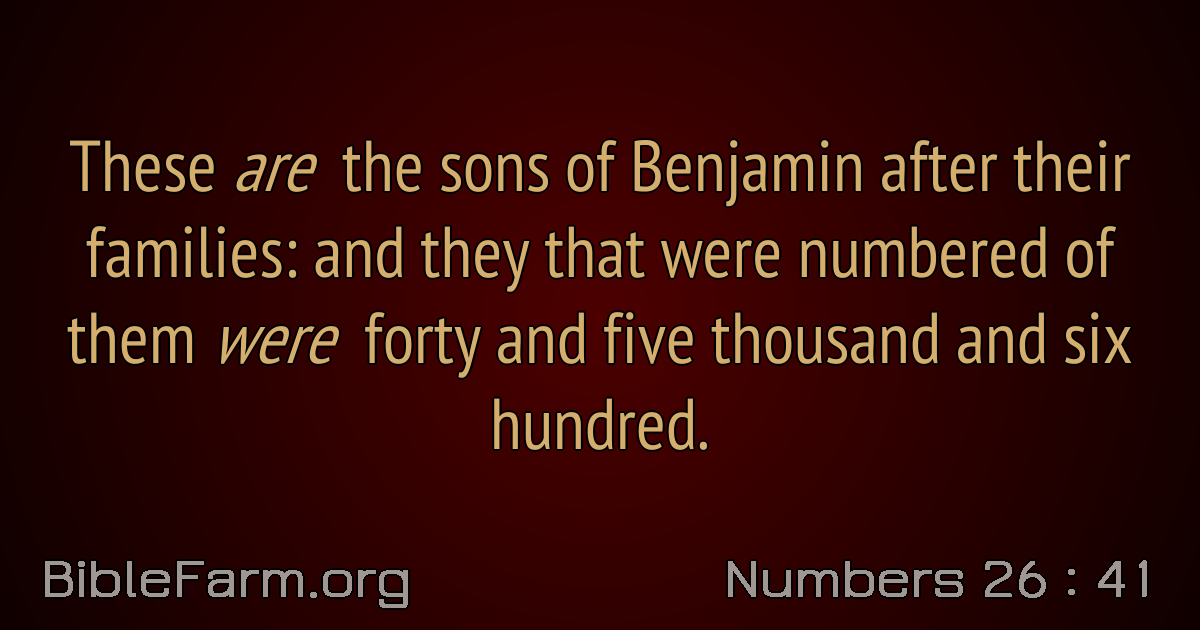 These are the sons of Benjamin after their
families: and they that were numbered of
them were forty and five thousand and six
hundred.
BibleFarm.org
Numbers 26 : 41